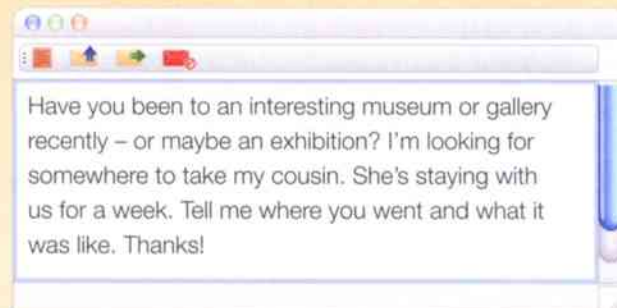 Have you been to an interesting museum or gallery
recently – or maybe an exhibition? I'm looking for
somewhere to take my cousin. She's staying with
us for a week. Tell me where you went and what it
was like. Thanks!